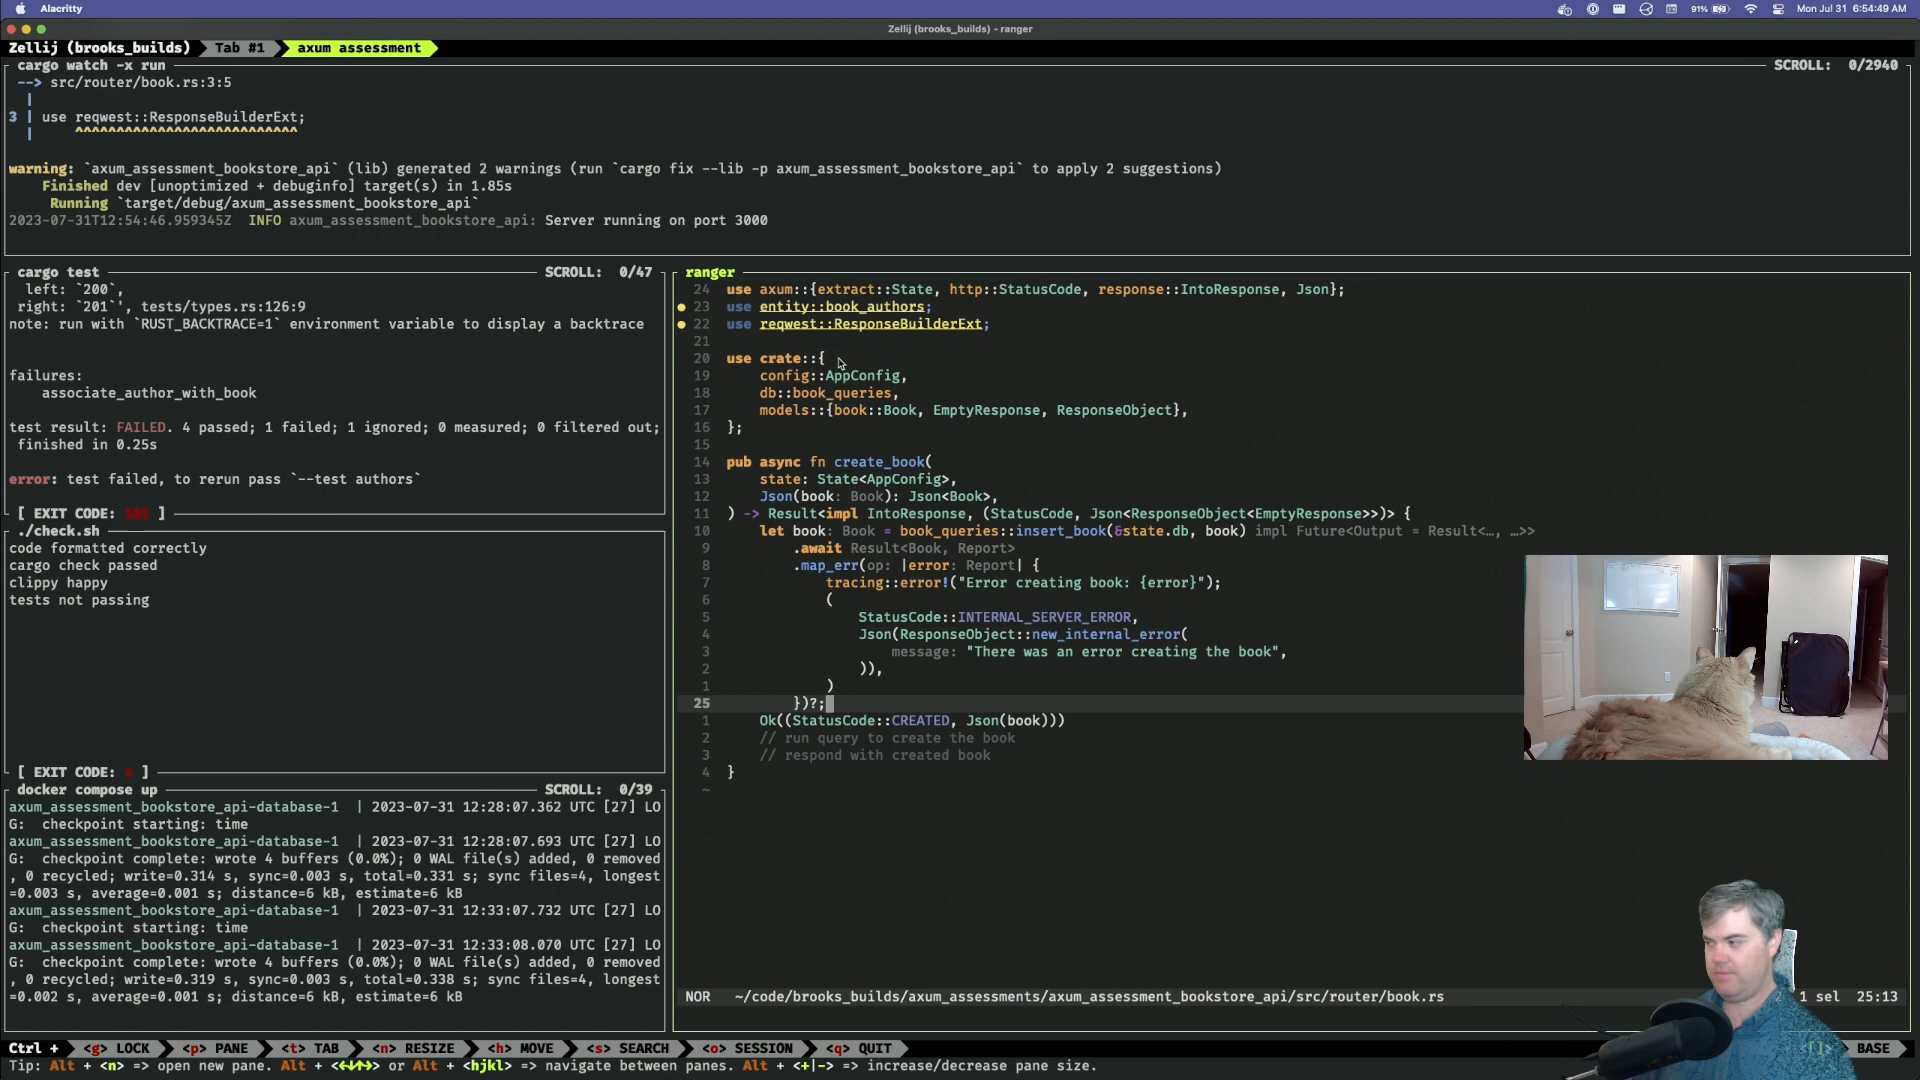 Alacritty
91%
Mon Jul 31 6:54:49 AM
Zellij (brooks_builds) - ranger
Zellij (brooks_builds) Tab #1 axum assessment
cargo watch -x run SCROLL: 0/2940
--> src/router/book.rs:3:5
|
3 | use reqwest::ResponseBuilderExt;
| ^^^^^^^^^^^^^^^^^^^^^^^^^^^
warning: `axum_assessment_bookstore_api` (lib) generated 2 warnings (run `cargo fix --lib -p axum_assessment_bookstore_api` to apply 2 suggestions)
Finished dev [unoptimized + debuginfo] target(s) in 1.85s
Running `target/debug/axum_assessment_bookstore_api`
2023-07-31T12:54:46.959345Z INFO axum_assessment_bookstore_api: Server running on port 3000
cargo test SCROLL: 0/47
left: `200`,
right: `201`', tests/types.rs:126:9
note: run with `RUST_BACKTRACE=1` environment variable to display a backtrace
failures:
associate_author_with_book
test result: FAILED. 4 passed; 1 failed; 1 ignored; 0 measured; 0 filtered out;
finished in 0.25s
error: test failed, to rerun pass `--test authors`
[ EXIT CODE: ]
./check.sh
code formatted correctly
cargo check passed
clippy happy
tests not passing
[ EXIT CODE: ]
docker compose up SCROLL: 0/39
axum_assessment_bookstore_api-database-1 | 2023-07-31 12:28:07.362 UTC [27] LO
G: checkpoint starting: time
axum_assessment_bookstore_api-database-1 | 2023-07-31 12:28:07.693 UTC [27] LO
G: checkpoint complete: wrote 4 buffers (0.0%); 0 WAL file(s) added, 0 removed
, 0 recycled; write=0.314 s, sync=0.003 s, total=0.331 s; sync files=4, longest
=0.003 s, average=0.001 s; distance=6 kB, estimate=6 kB
axum_assessment_bookstore_api-database-1 | 2023-07-31 12:33:07.732 UTC [27] LO
G: checkpoint starting: time
axum_assessment_bookstore_api-database-1 | 2023-07-31 12:33:08.070 UTC [27] LO
G: checkpoint complete: wrote 4 buffers (0.0%); 0 WAL file(s) added, 0 removed
, 0 recycled; write=0.319 s, sync=0.003 s, total=0.338 s; sync files=4, longest
=0.002 s, average=0.001 s; distance=6 kB, estimate=6 kB
ranger
24 use axum::{extract::State, http::StatusCode, response::IntoResponse, Json};
23 use entity::book_authors;
22 use reqwest::ResponseBuilderExt;
21
20 use crate::{
19 config::AppConfig,
18 db::book_queries,
17 models::{book::Book, EmptyResponse, ResponseObject},
16 };
15
14 pub async fn create_book(
13 state: State<AppConfig>,
12 Json(book: Book): Json<Book>,
11 ) -> Result<impl IntoResponse, (StatusCode, Json<ResponseObject<EmptyResponse>>)> {
10 let book: Book = book_queries::insert_book(&state.db, book) impl Future<Output = Result<…, …>>
9 .await Result<Book, Report>
8 .map_err(op: |error: Report| {
7 tracing::error!("Error creating book: {error}");
6 (
5 StatusCode::INTERNAL_SERVER_ERROR,
4 Json(ResponseObject::new_internal_error(
3 message: "There was an error creating the book",
2 )),
1 )
25 })?;
1 Ok((StatusCode::CREATED, Json(book)))
2 // run query to create the book
3 // respond with created book
4 }
~
NOR ~/code/brooks_builds/axum_assessments/axum_assessment_bookstore_api/src/router/book.rs 1 sel 25:13
Ctrl + <g> LOCK <p> PANE <t> TAB <n> RESIZE <h> MOVE <s> SEARCH <o> SESSION <q> QUIT BASE
Tip: Alt + <n> => open new pane. Alt + <←↓↑→> or Alt + <hjkl> => navigate between panes. Alt + <+|-> => increase/decrease pane size.